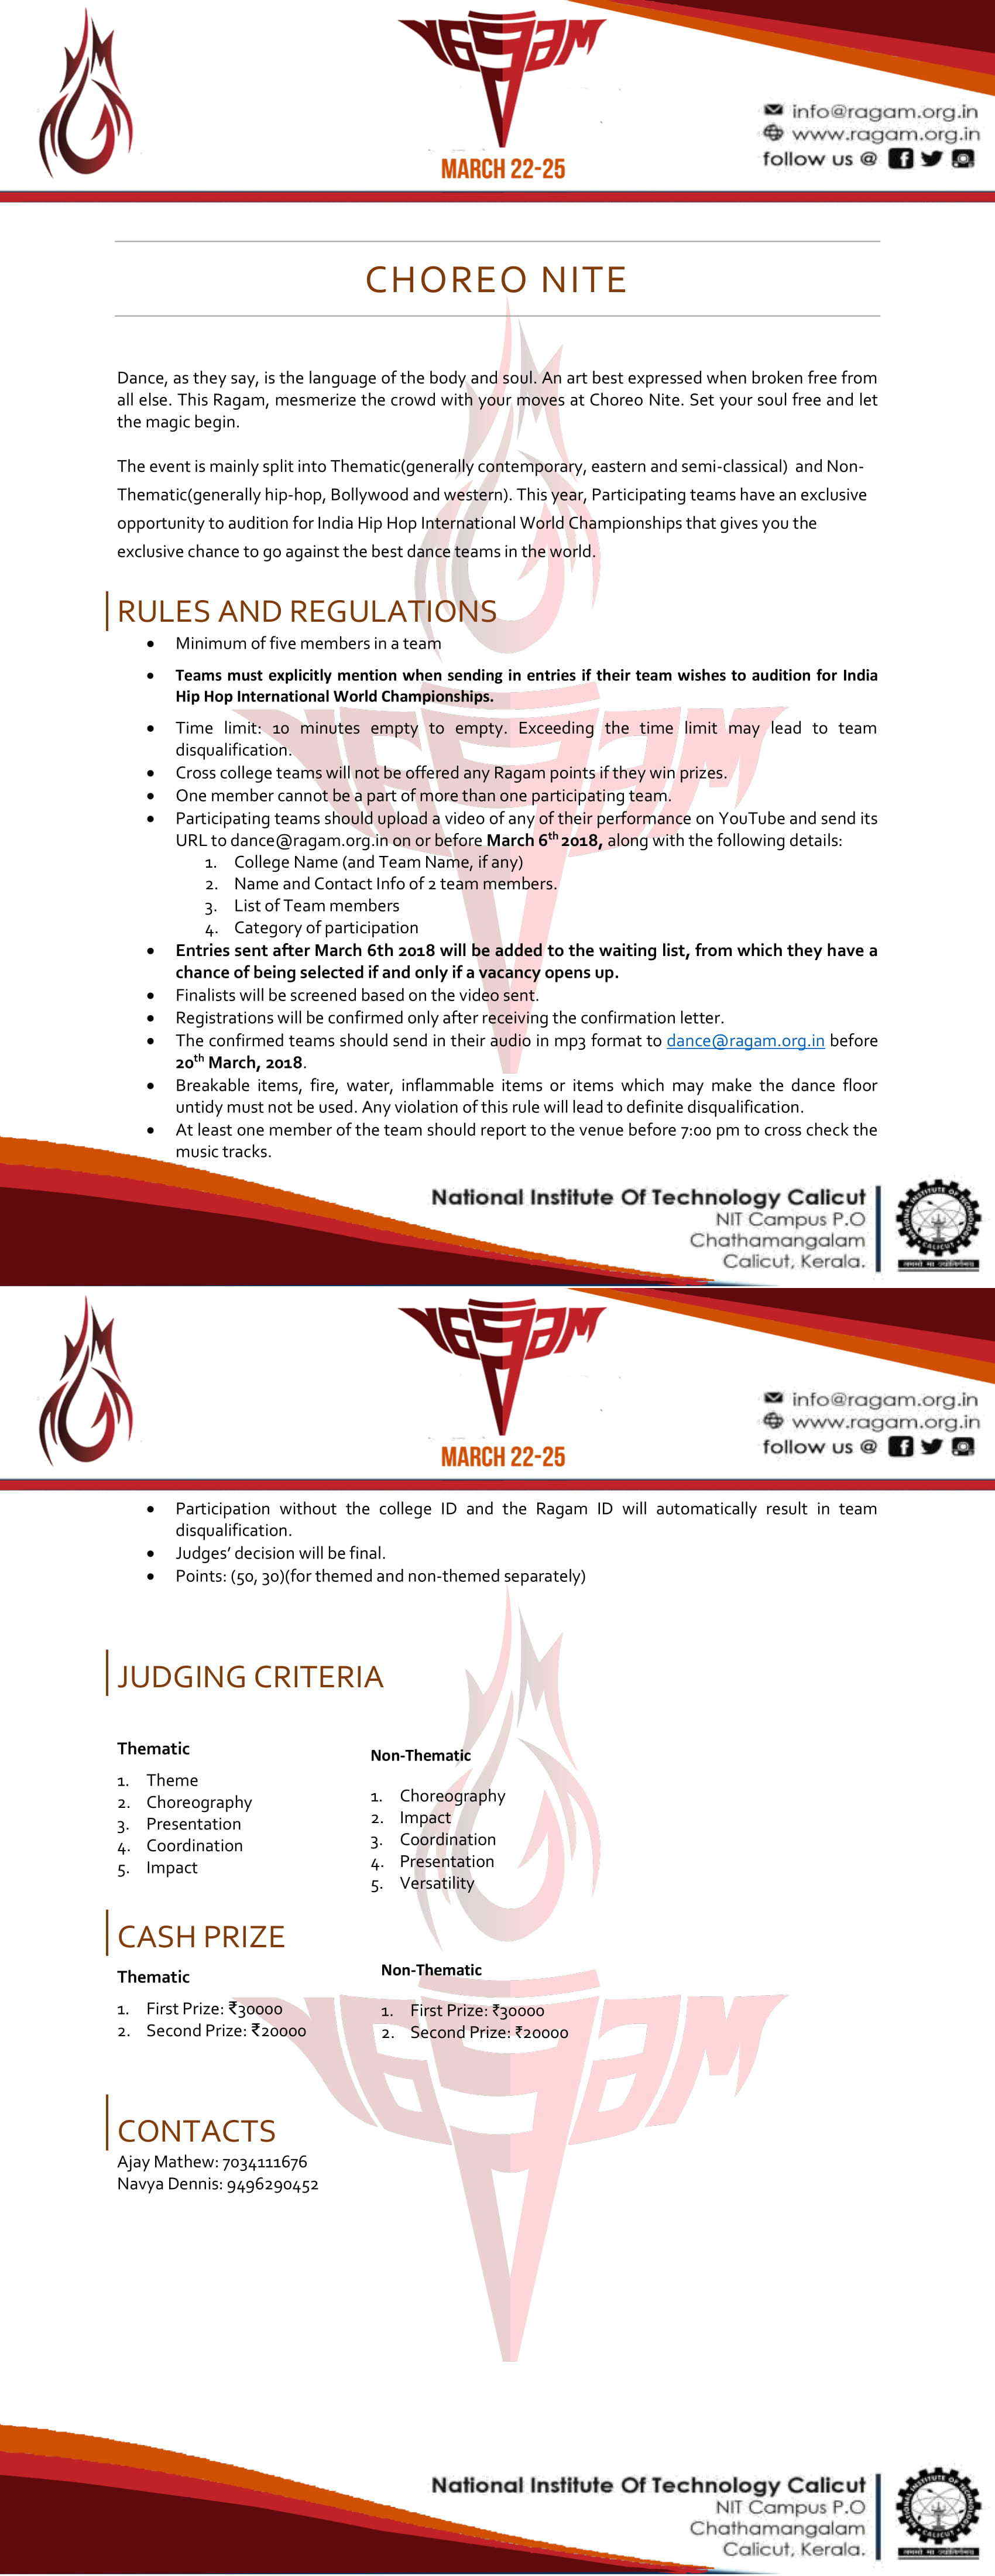 RAGAM
MARCH 22-25
info@ragam.org.in
www.ragam.org.in
follow us @
CHOREO NITE
Dance, as they say, is the language of the body and soul. An art best expressed when broken free from
all else. This Ragam, mesmerize the crowd with your moves at Choreo Nite. Set your soul free and let
the magic begin.
The event is mainly split into Thematic(generally contemporary, eastern and semi-classical) and Non-
Thematic(generally hip-hop, Bollywood and western). This year, Participating teams have an exclusive
opportunity to audition for India Hip Hop International World Championships that gives you the
exclusive chance to go against the best dance teams in the world.
RULES AND REGULATIONS
• Minimum of five members in a team
• Teams must explicitly mention when sending in entries if their team wishes to audition for India
Hip Hop International World Championships.
• Time limit: 10 minutes empty to empty. Exceeding the time limit may lead to team
disqualification.
• Cross college teams will not be offered any Ragam points if they win prizes.
• One member cannot be a part of more than one participating team.
• Participating teams should upload a video of any of their performance on YouTube and send its
URL to dance@ragam.org.in on or before March 6th 2018, along with the following details:
1. College Name (and Team Name, if any)
2. Name and Contact Info of 2 team members.
3. List of Team members
4. Category of participation
• Entries sent after March 6th 2018 will be added to the waiting list, from which they have a
chance of being selected if and only if a vacancy opens up.
• Finalists will be screened based on the video sent.
• Registrations will be confirmed only after receiving the confirmation letter.
• The confirmed teams should send in their audio in mp3 format to dance@ragam.org.in before
20th March, 2018.
• Breakable items, fire, water, inflammable items or items which may make the dance floor
untidy must not be used. Any violation of this rule will lead to definite disqualification.
• At least one member of the team should report to the venue before 7:00 pm to cross check the
music tracks.
National Institute Of Technology Calicut
NIT Campus P.O
Chathamangalam
Calicut, Kerala.
RAGAM
MARCH 22-25
info@ragam.org.in
www.ragam.org.in
follow us @
• Participation without the college ID and the Ragam ID will automatically result in team
disqualification.
• Judges’ decision will be final.
• Points: (50, 30)(for themed and non-themed separately)
JUDGING CRITERIA
Thematic
1. Theme
2. Choreography
3. Presentation
4. Coordination
5. Impact
Non-Thematic
1. Choreography
2. Impact
3. Coordination
4. Presentation
5. Versatility
CASH PRIZE
Thematic
1. First Prize: ₹30000
2. Second Prize: ₹20000
Non-Thematic
1. First Prize: ₹30000
2. Second Prize: ₹20000
CONTACTS
Ajay Mathew: 7034111676
Navya Dennis: 9496290452
National Institute Of Technology Calicut
NIT Campus P.O
Chathamangalam
Calicut, Kerala.